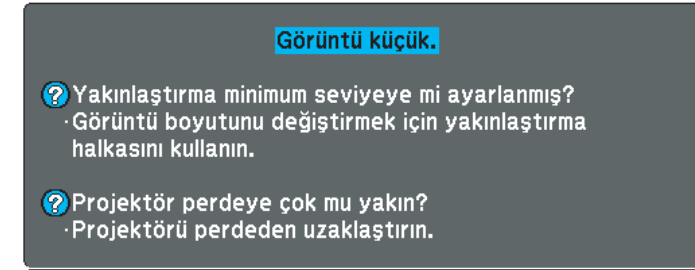 Görüntü küçük.
Yakınlaştırma minimum seviyeye mi ayarlanmış?
·Görüntü boyutunu değiştirmek için yakınlaştırma
halkasını kullanın.
Projektör perdeye çok mu yakın?
·Projektörü perdeden uzaklaştırın.